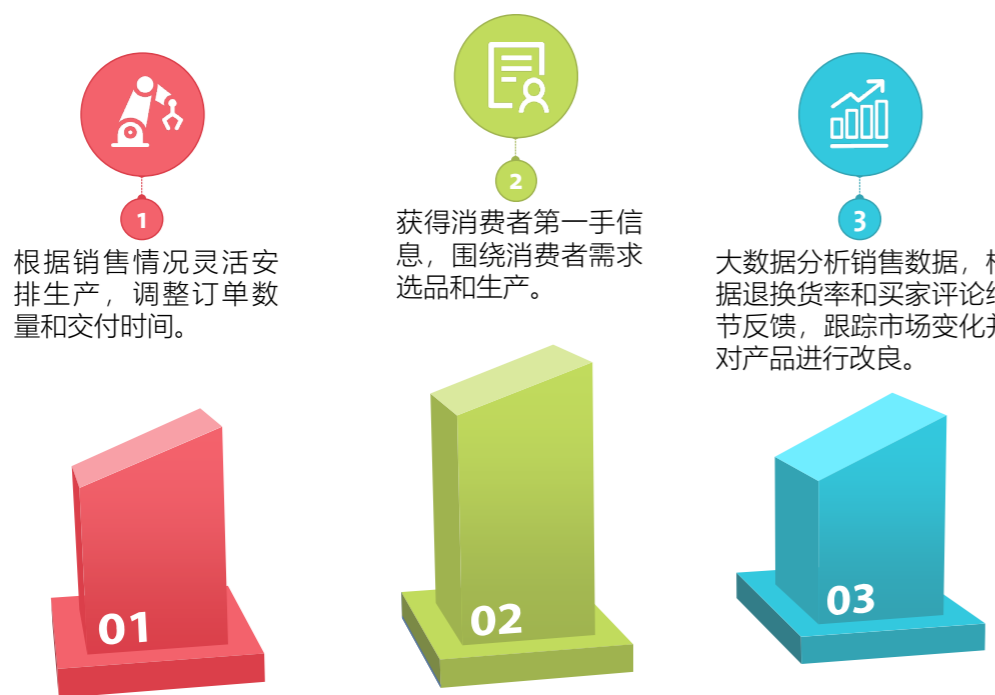 1
根据销售情况灵活安
排生产，调整订单数
量和交付时间。
2
获得消费者第一手信
息，围绕消费者需求
选品和生产。
3
大数据分析销售数据，
据退换货率和买家评论
节反馈，跟踪市场变化
对产品进行改良。
01
02
03